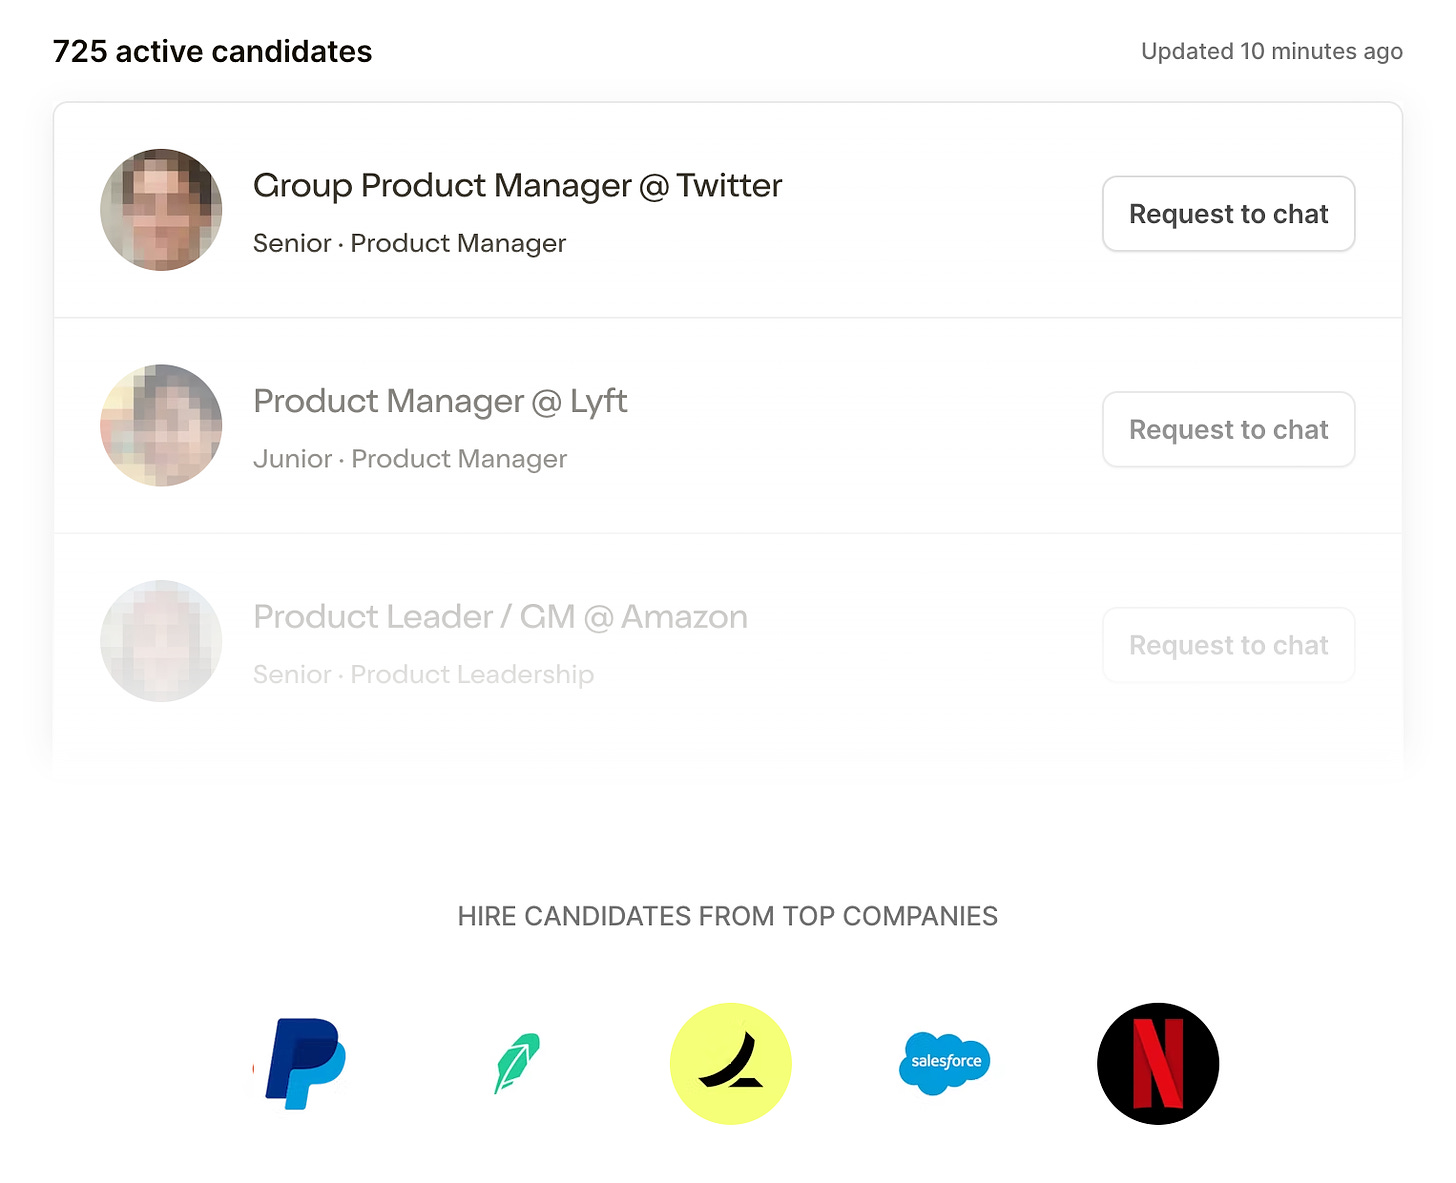 725 active candidates
Updated 10 minutes ago
Group Product Manager @ Twitter
Senior · Product Manager
Request to chat
Product Manager @ Lyft
Junior · Product Manager
Request to chat
Product Leader / GM @ Amazon
Senior · Product Leadership
Request to chat
HIRE CANDIDATES FROM TOP COMPANIES
salesforce